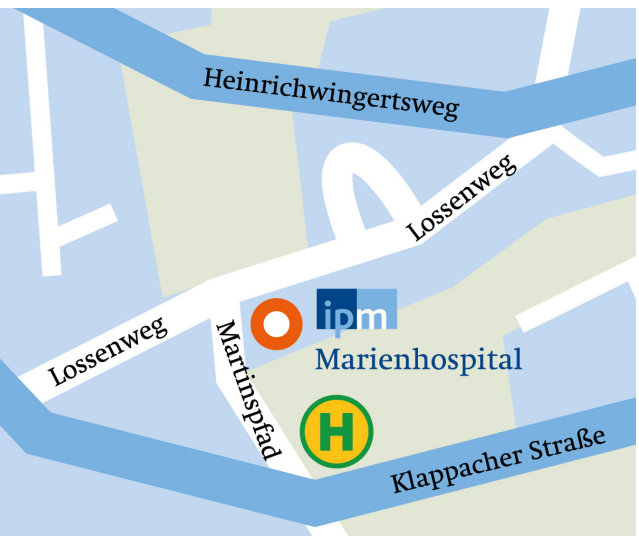 Heinrichwingertsweg
Lossenweg
ipm
Marienhospital
Lossenweg
Martinspfad
H
Klappacher Straße